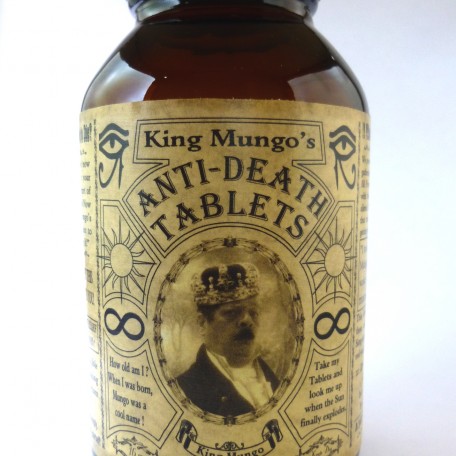 King Mungo's
ANTI-DEATH
TABLETS
How old am I ?
When I was born,
Mungo was a
cool name !
Take my
Tablets and
look me up
when the Sun
finally explodes.
King Mungo